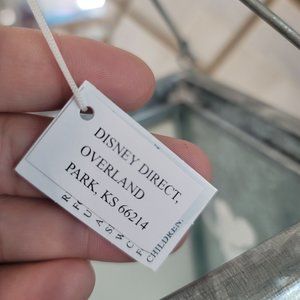 DISNEY DIRECT,
OVERLAND
PARK, KS 66214
CHILDREN.